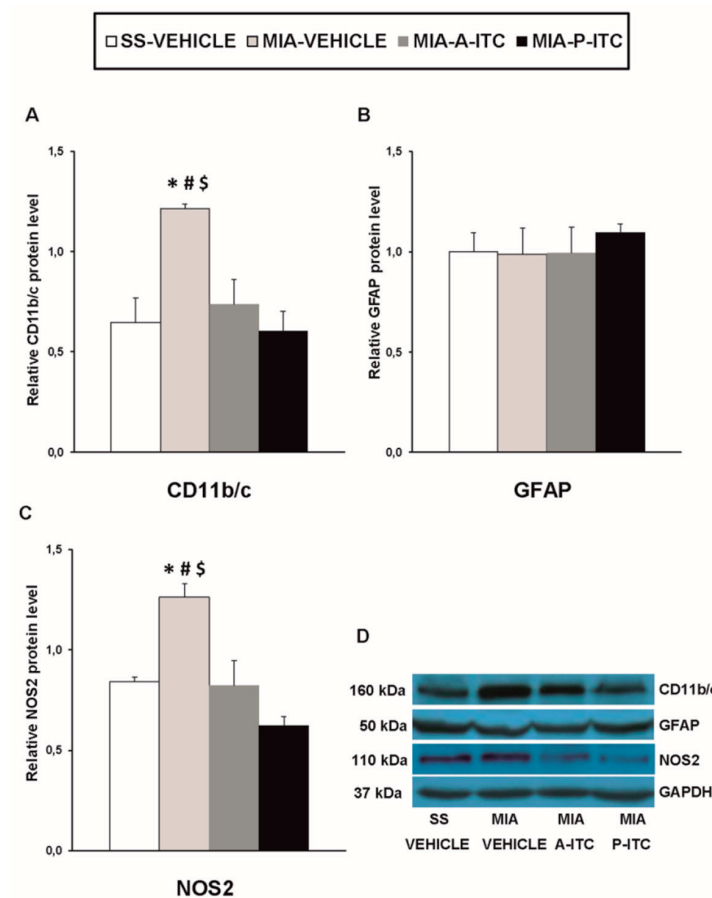 SS-VEHICLE MIA-VEHICLE MIA-A-ITC MIA-P-ITC
A
Relative CD11b/c protein level
1,5
* # $
1,0
0,5
0,0
CD11b/c
B
Relative GFAP protein level
1,5
1,0
0,5
0,0
GFAP
C
Relative NOS2 protein level
1,5
* # $
1,0
0,5
0,0
NOS2
D
160 kDa CD11b/c
50 kDa GFAP
110 kDa NOS2
37 kDa GAPDH
SS MIA MIA MIA
VEHICLE VEHICLE A-ITC P-ITC